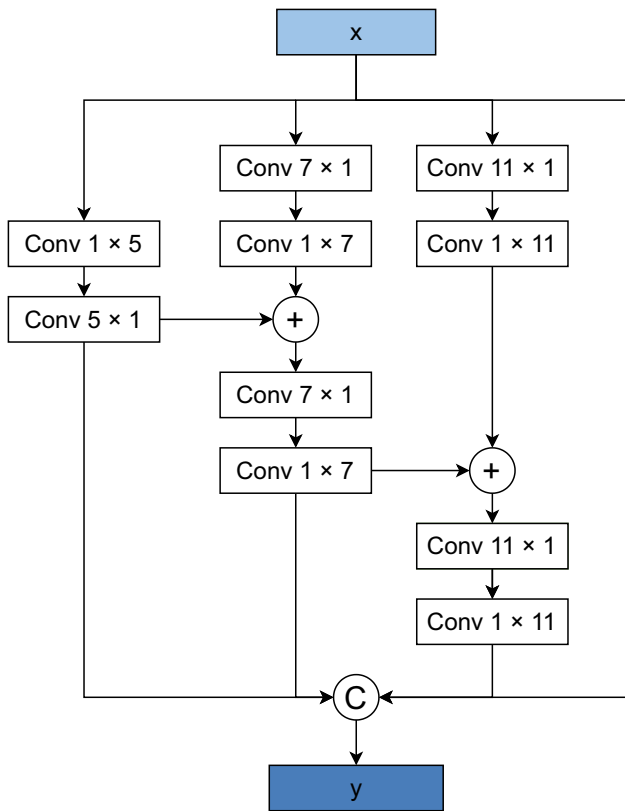 x
Conv 7 × 1
Conv 11 × 1
Conv 1 × 5
Conv 1 × 7
Conv 1 × 11
Conv 5 × 1
+
Conv 7 × 1
Conv 1 × 7
+
Conv 11 × 1
Conv 1 × 11
C
y